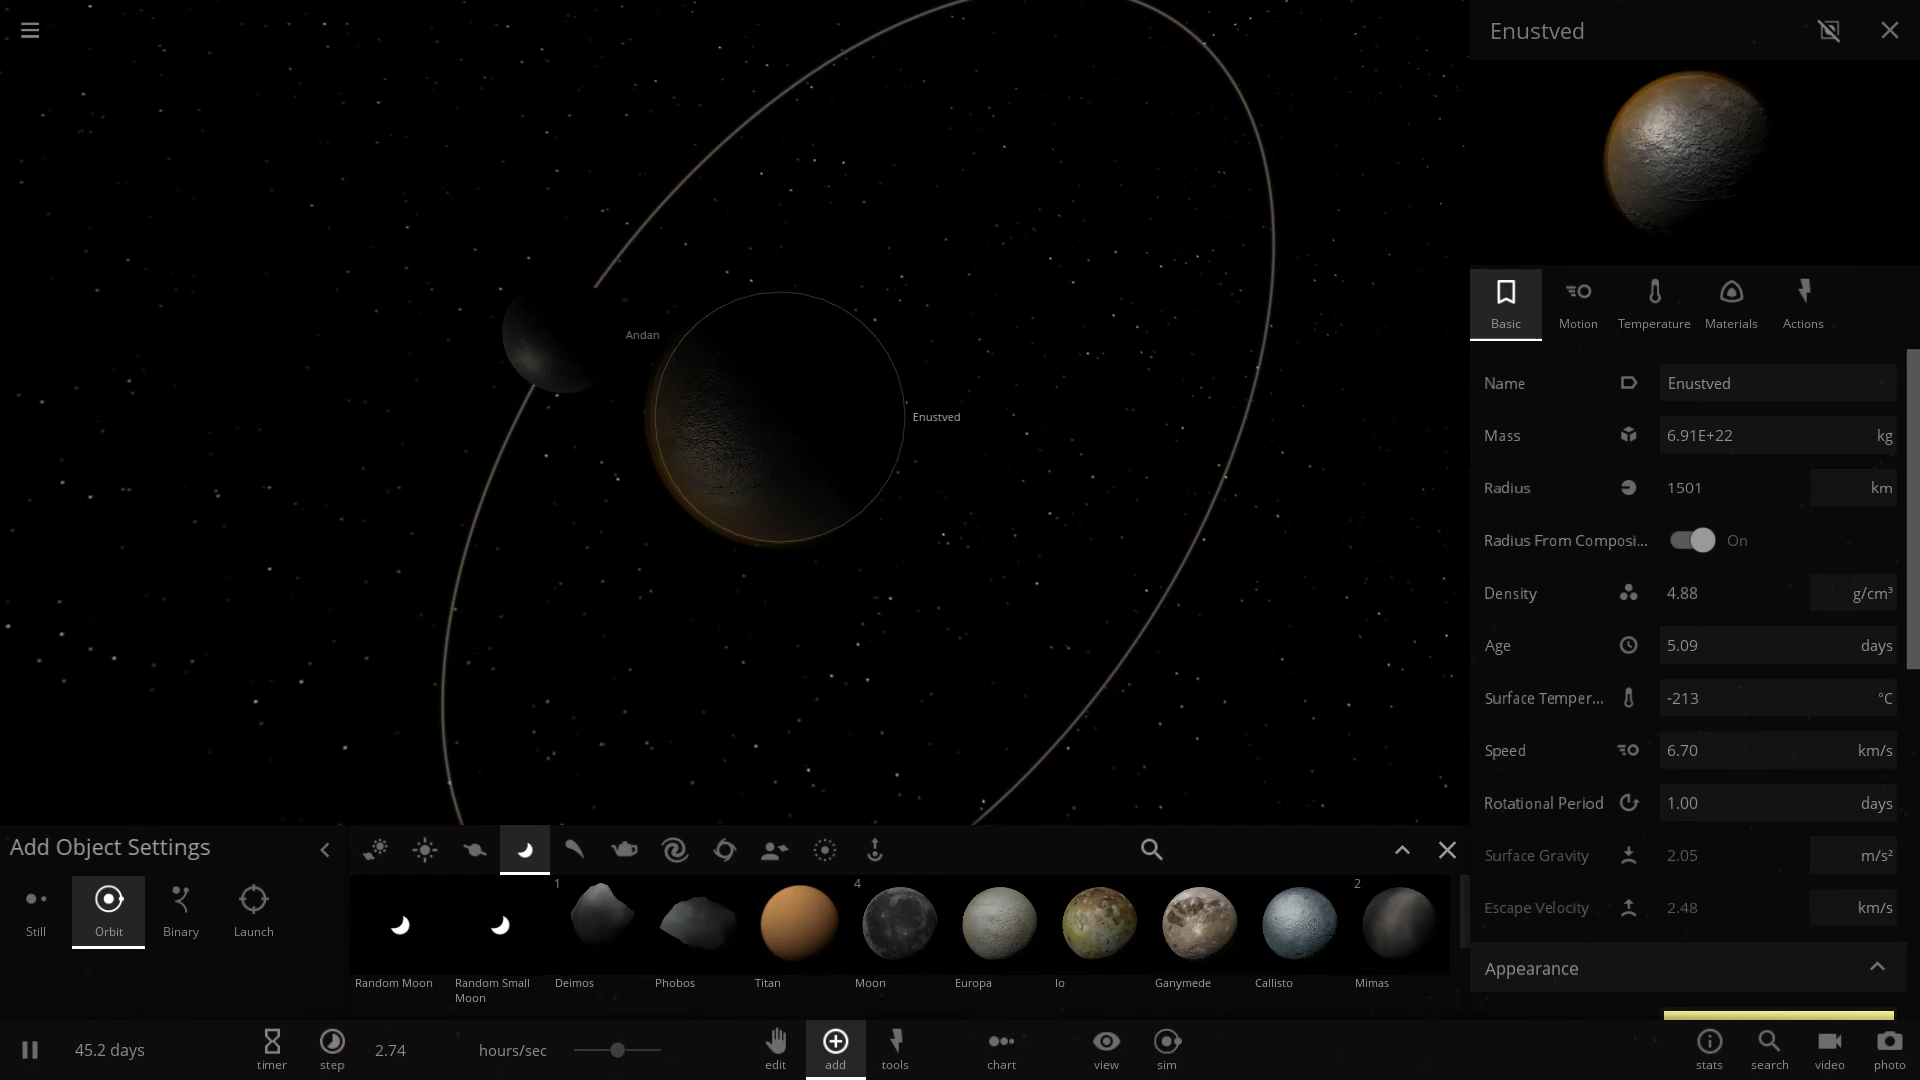 Enustved
Andan
Enustved
Basic
Motion
Temperature
Materials
Actions
Name Enustved
Mass 6.91E+22 kg
Radius 1501 km
Radius From Composi... On
Density 4.88 g/cm³
Age 5.09 days
Surface Temper... -213 °C
Speed 6.70 km/s
Rotational Period 1.00 days
Surface Gravity 2.05 m/s²
Escape Velocity 2.48 km/s
Appearance
Add Object Settings
Still
Orbit
Binary
Launch
1
4
2
Random Moon
Random Small
Moon
Deimos
Phobos
Titan
Moon
Europa
Io
Ganymede
Callisto
Mimas
45.2 days
timer
step
2.74 hours/sec
edit
add
tools
chart
view
sim
stats
search
video
photo